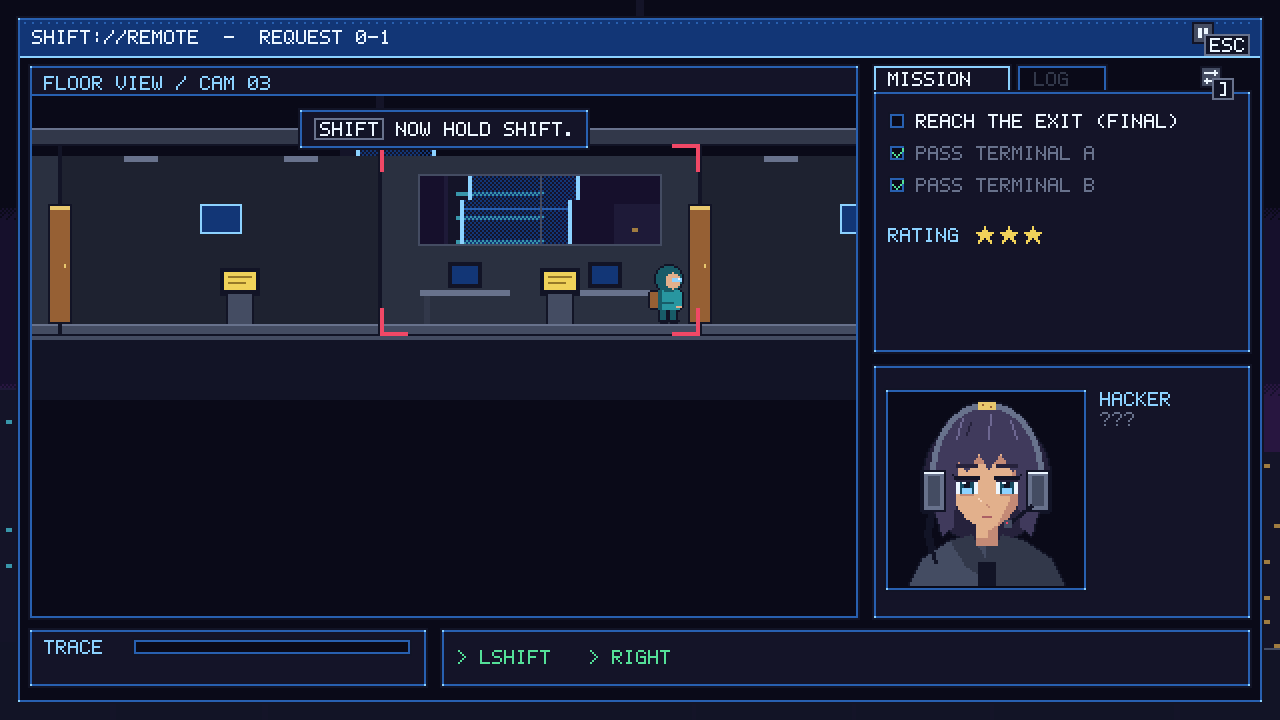 SHIFT://REMOTE - REQUEST 0-1
ESC
FLOOR VIEW / CAM 03
SHIFT NOW HOLD SHIFT.
MISSION
LOG
]
REACH THE EXIT (FINAL)
PASS TERMINAL A
PASS TERMINAL B
RATING
HACKER
???
TRACE
> LSHIFT > RIGHT